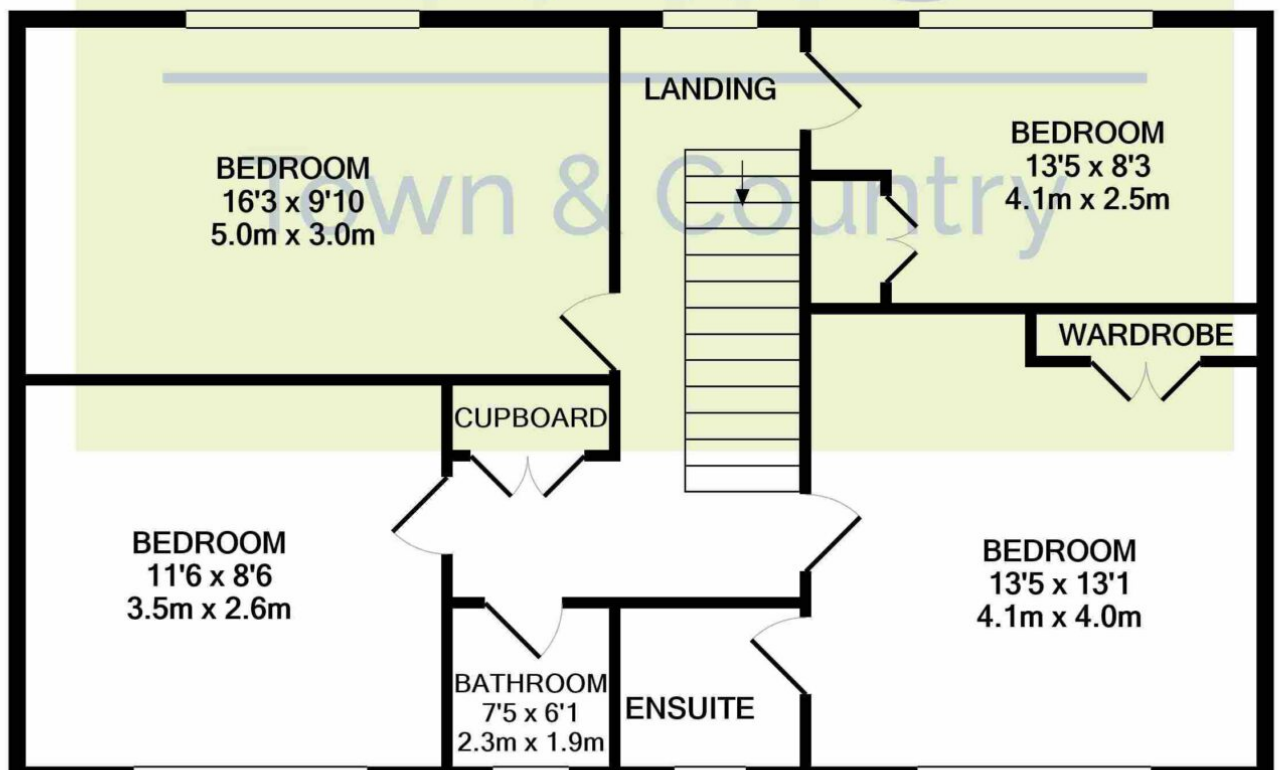 LANDING
BEDROOM
16'3 x 9'10
5.0m x 3.0m
BEDROOM
13'5 x 8'3
4.1m x 2.5m
Town & Country
WARDROBE
CUPBOARD
BEDROOM
11'6 x 8'6
3.5m x 2.6m
BEDROOM
13'5 x 13'1
4.1m x 4.0m
BATHROOM
7'5 x 6'1
2.3m x 1.9m
ENSUITE